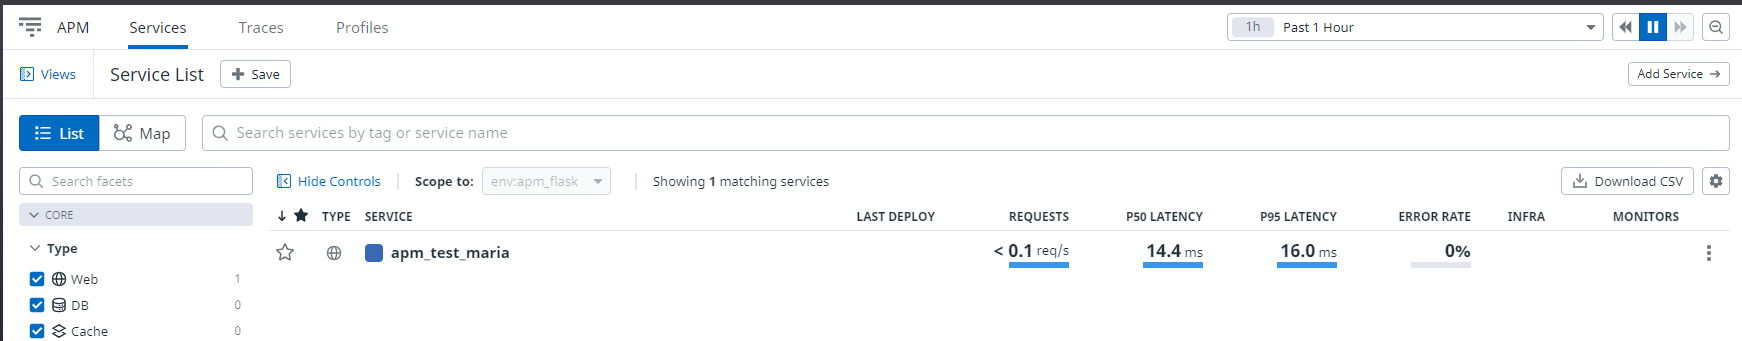 APM Services Traces Profiles 1h Past 1 Hour
Views Service List Save Add Service
List Map Search services by tag or service name
Search facets Hide Controls Scope to: env:apm_flask Showing 1 matching services Download CSV
CORE TYPE SERVICE LAST DEPLOY REQUESTS P50 LATENCY P95 LATENCY ERROR RATE INFRA MONITORS
Type apm_test_maria < 0.1 req/s 14.4 ms 16.0 ms 0%
Web 1
DB 0
Cache 0